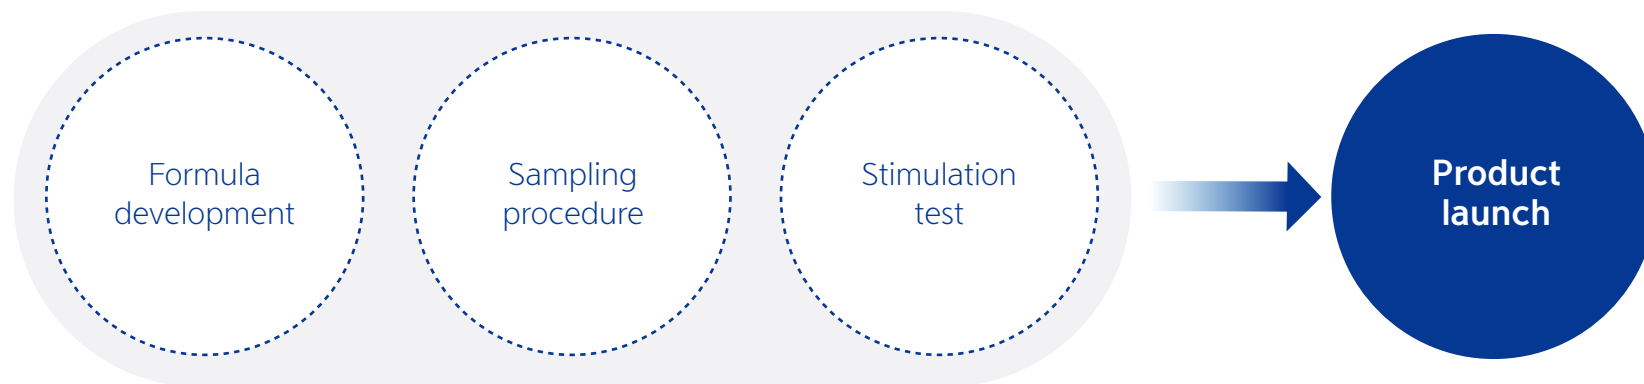 Formula
development
Sampling
procedure
Stimulation
test
Product
launch